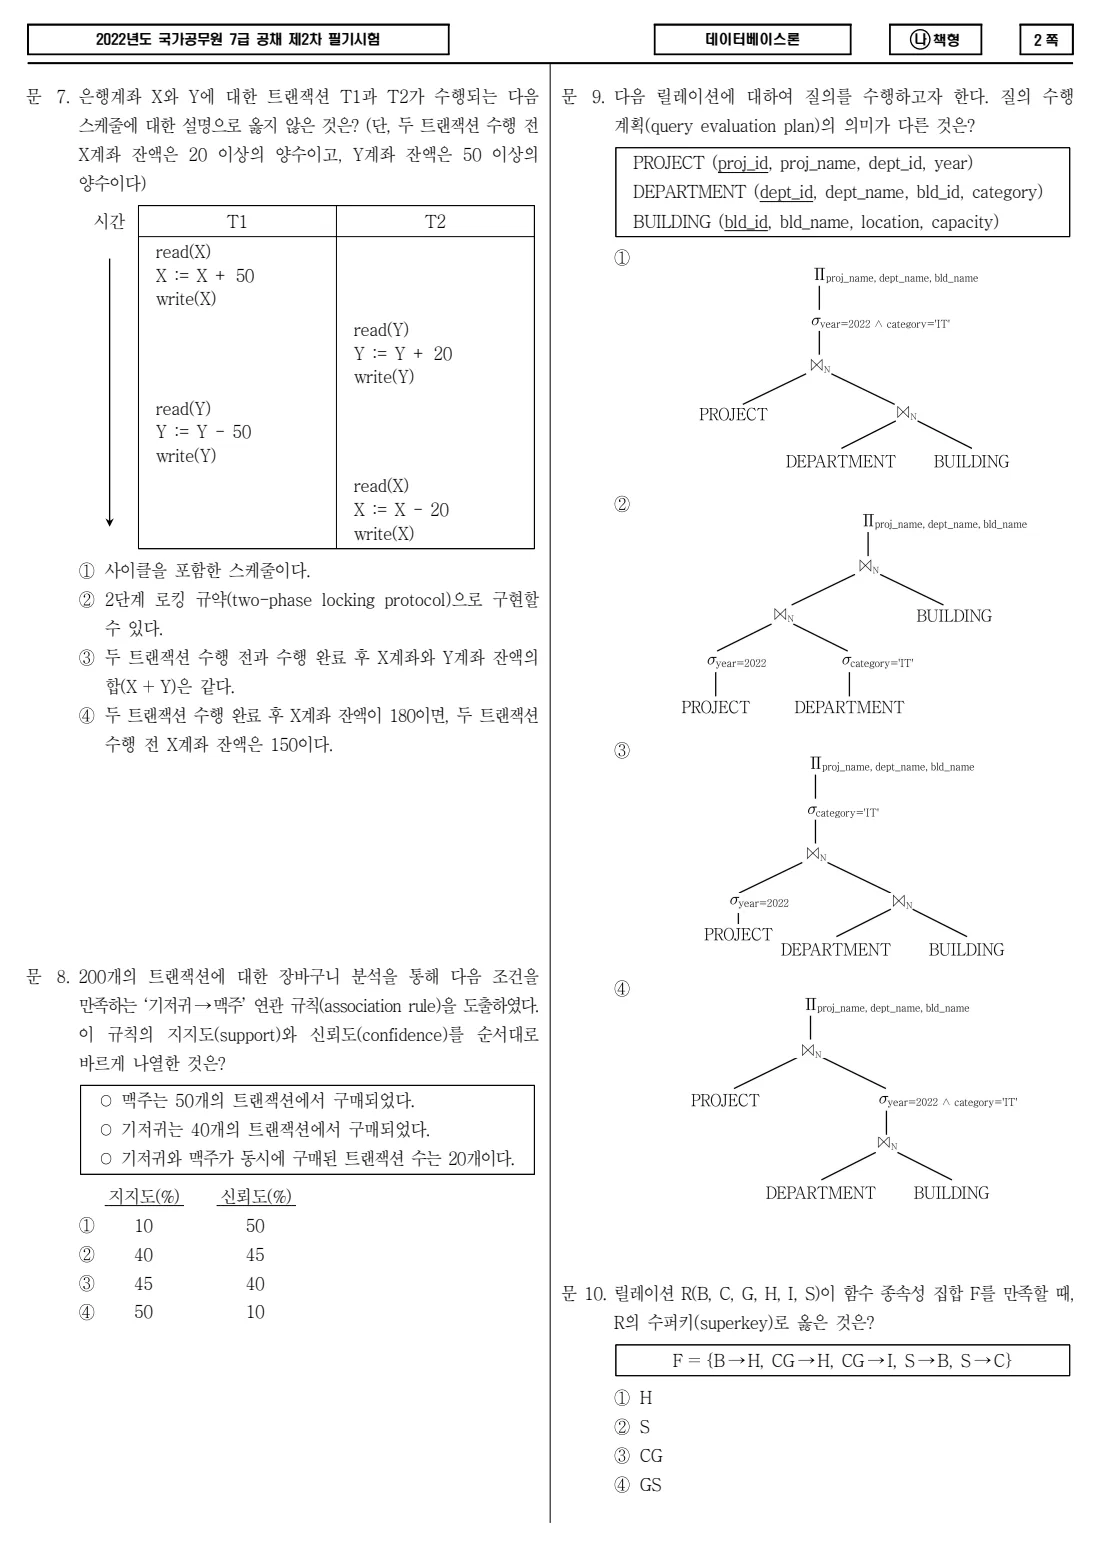 2022년도 국가공무원 7급 공채 제2차 필기시험
데이터베이스론
㉯ 책형
2 쪽
문 7. 은행계좌 X와 Y에 대한 트랜잭션 T1과 T2가 수행되는 다음
스케줄에 대한 설명으로 옳지 않은 것은? (단, 두 트랜잭션 수행 전
X계좌 잔액은 20 이상의 양수이고, Y계좌 잔액은 50 이상의
양수이다)
시간
T1 T2
read(X)
X := X + 50
write(X)
read(Y)
Y := Y + 20
write(Y)
read(Y)
Y := Y - 50
write(Y)
read(X)
X := X - 20
write(X)
① 사이클을 포함한 스케줄이다.
② 2단계 로킹 규약(two-phase locking protocol)으로 구현할
수 있다.
③ 두 트랜잭션 수행 전과 수행 완료 후 X계좌와 Y계좌 잔액의
합(X + Y)은 같다.
④ 두 트랜잭션 수행 완료 후 X계좌 잔액이 180이면, 두 트랜잭션
수행 전 X계좌 잔액은 150이다.
문 8. 200개의 트랜잭션에 대한 장바구니 분석을 통해 다음 조건을
만족하는 ‘기저귀→맥주’ 연관 규칙(association rule)을 도출하였다.
이 규칙의 지지도(support)와 신뢰도(confidence)를 순서대로
바르게 나열한 것은?
○ 맥주는 50개의 트랜잭션에서 구매되었다.
○ 기저귀는 40개의 트랜잭션에서 구매되었다.
○ 기저귀와 맥주가 동시에 구매된 트랜잭션 수는 20개이다.
지지도(%) 신뢰도(%)
① 10 50
② 40 45
③ 45 40
④ 50 10
문 9. 다음 릴레이션에 대하여 질의를 수행하고자 한다. 질의 수행
계획(query evaluation plan)의 의미가 다른 것은?
PROJECT (proj_id, proj_name, dept_id, year)
DEPARTMENT (dept_id, dept_name, bld_id, category)
BUILDING (bld_id, bld_name, location, capacity)
①
Π proj_name, dept_name, bld_name
σ year=2022 ∧ category='IT'
⋈N
PROJECT
⋈N
DEPARTMENT BUILDING
②
Π proj_name, dept_name, bld_name
⋈N
⋈N BUILDING
σ year=2022 σ category='IT'
PROJECT DEPARTMENT
③
Π proj_name, dept_name, bld_name
σ category='IT'
⋈N
σ year=2022 ⋈N
PROJECT
DEPARTMENT BUILDING
④
Π proj_name, dept_name, bld_name
⋈N
PROJECT σ year=2022 ∧ category='IT'
⋈N
DEPARTMENT BUILDING
문 10. 릴레이션 R(B, C, G, H, I, S)이 함수 종속성 집합 F를 만족할 때,
R의 수퍼키(superkey)로 옳은 것은?
F = {B→H, CG→H, CG→I, S→B, S→C}
① H
② S
③ CG
④ GS